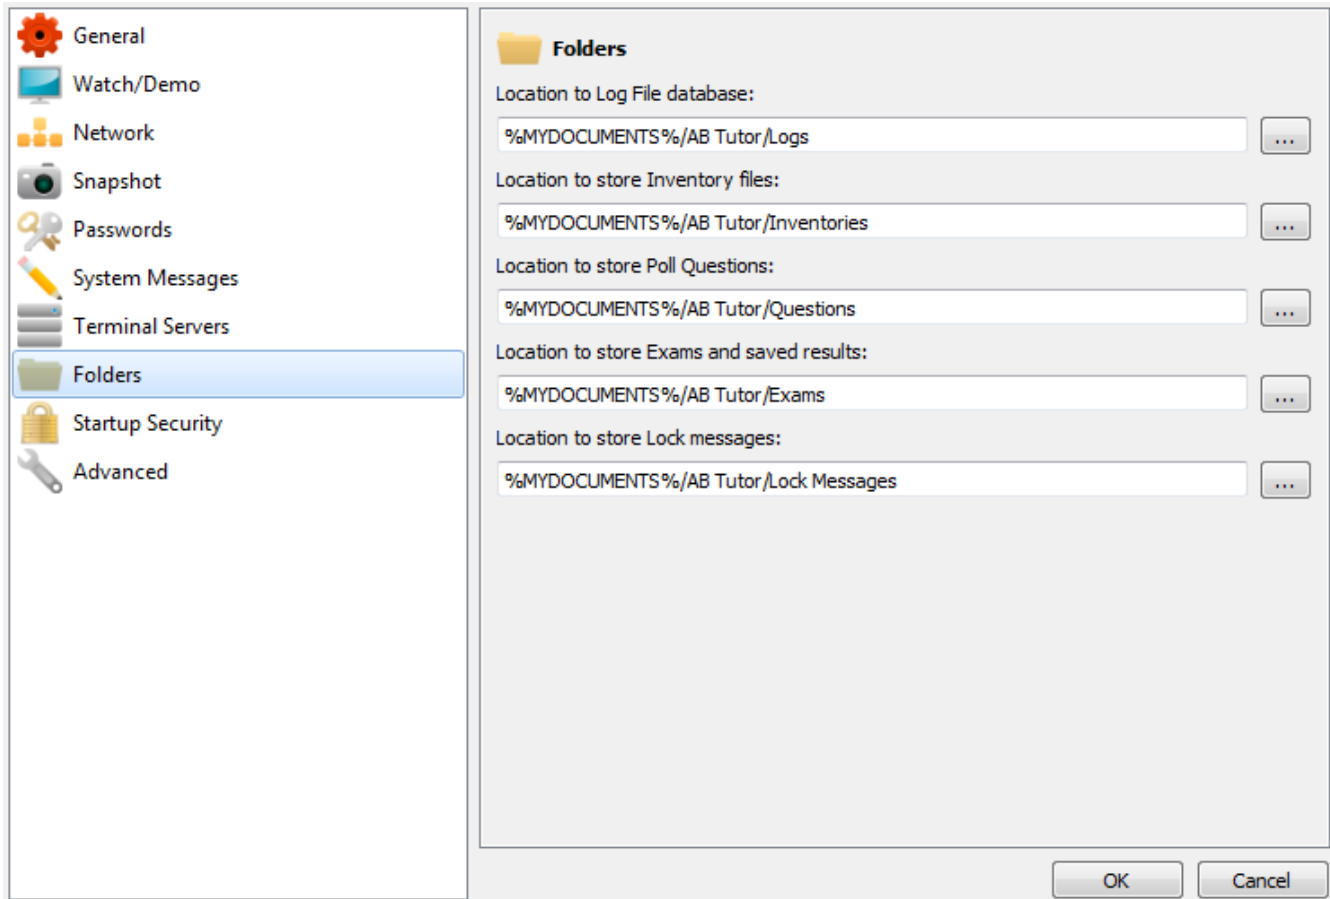 General
Watch/Demo
Network
Snapshot
Passwords
System Messages
Terminal Servers
Folders
Startup Security
Advanced
Folders
Location to Log File database:
%MYDOCUMENTS%/AB Tutor/Logs
...
Location to store Inventory files:
%MYDOCUMENTS%/AB Tutor/Inventories
...
Location to store Poll Questions:
%MYDOCUMENTS%/AB Tutor/Questions
...
Location to store Exams and saved results:
%MYDOCUMENTS%/AB Tutor/Exams
...
Location to store Lock messages:
%MYDOCUMENTS%/AB Tutor/Lock Messages
...
OK
Cancel